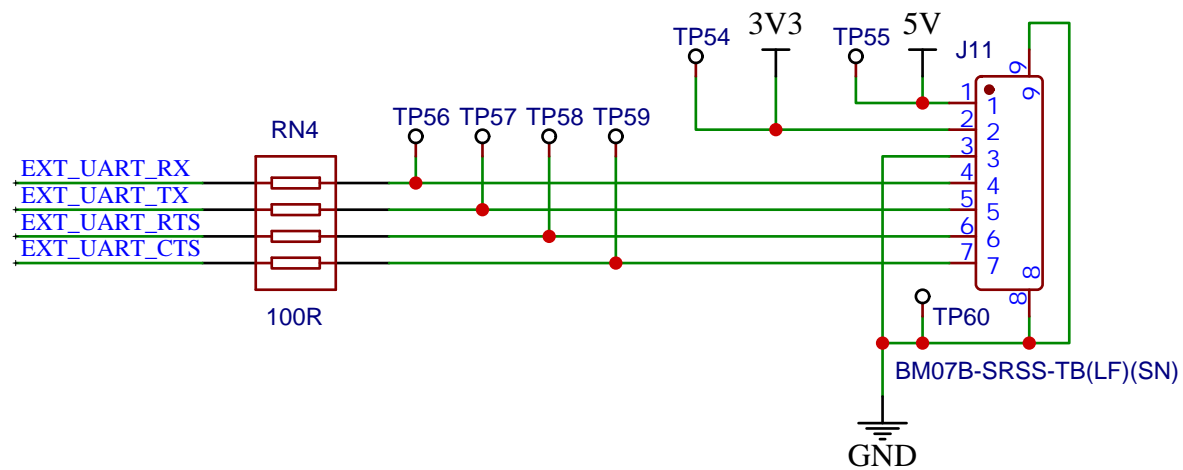 3V3
5V
TP54
TP55
J11
TP56
TP57
TP58
TP59
RN4
EXT_UART_RX
EXT_UART_TX
EXT_UART_RTS
EXT_UART_CTS
100R
1
2
3
4
5
6
7
1
2
3
4
5
6
7
9
9
8
8
TP60
BM07B-SRSS-TB(LF)(SN)
GND